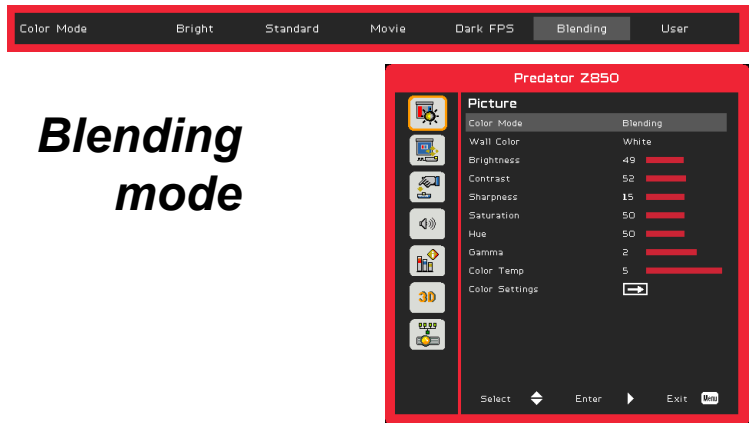 Color Mode Bright Standard Movie Dark FPS Blending User
Blending
mode
Predator Z850
Picture
Color Mode Blending
Wall Color White
Brightness 49
Contrast 52
Sharpness 15
Saturation 50
Hue 50
Gamma 2
Color Temp 5
Color Settings
3D
Select Enter Exit Menu